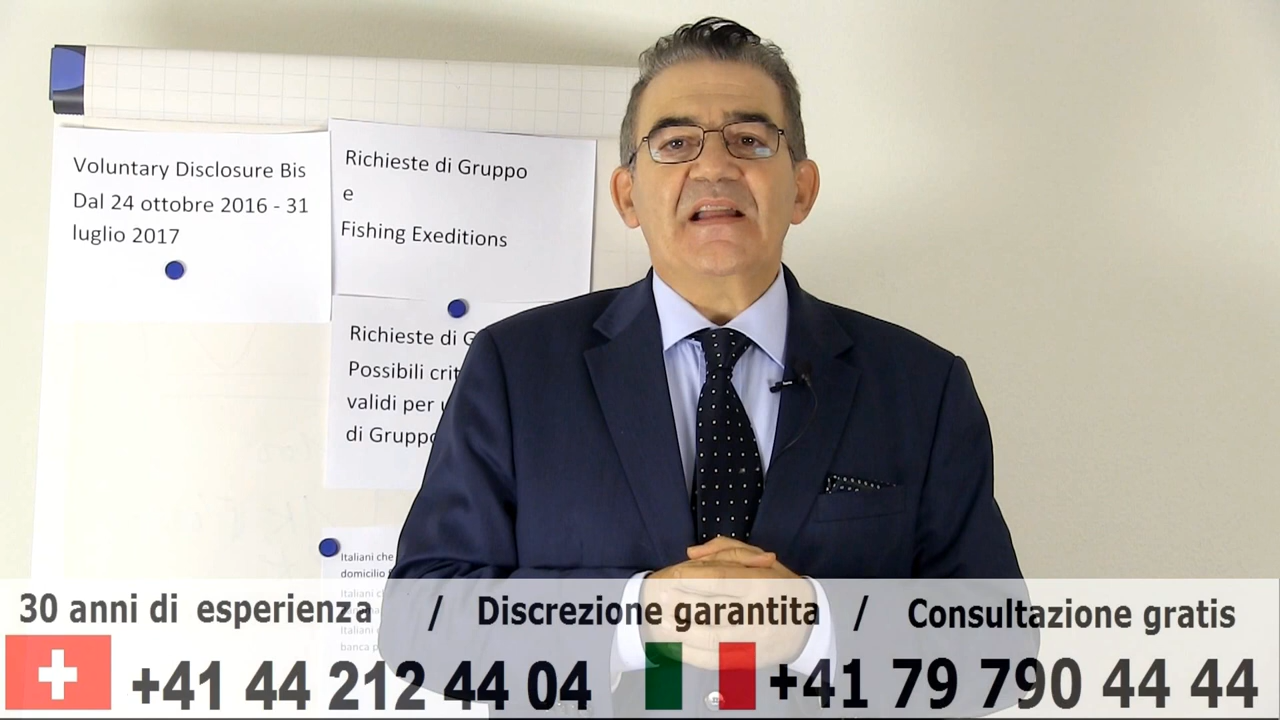 Voluntary Disclosure Bis
Dal 24 ottobre 2016 - 31
luglio 2017
Richieste di Gruppo
e
Fishing Exeditions
Richieste di G
Possibili crit
validi per
di Gruppo
Italiani che
domicilio
Italiani
Italiani
banca p
30 anni di esperienza / Discrezione garantita / Consultazione gratis
+41 44 212 44 04 +41 79 790 44 44